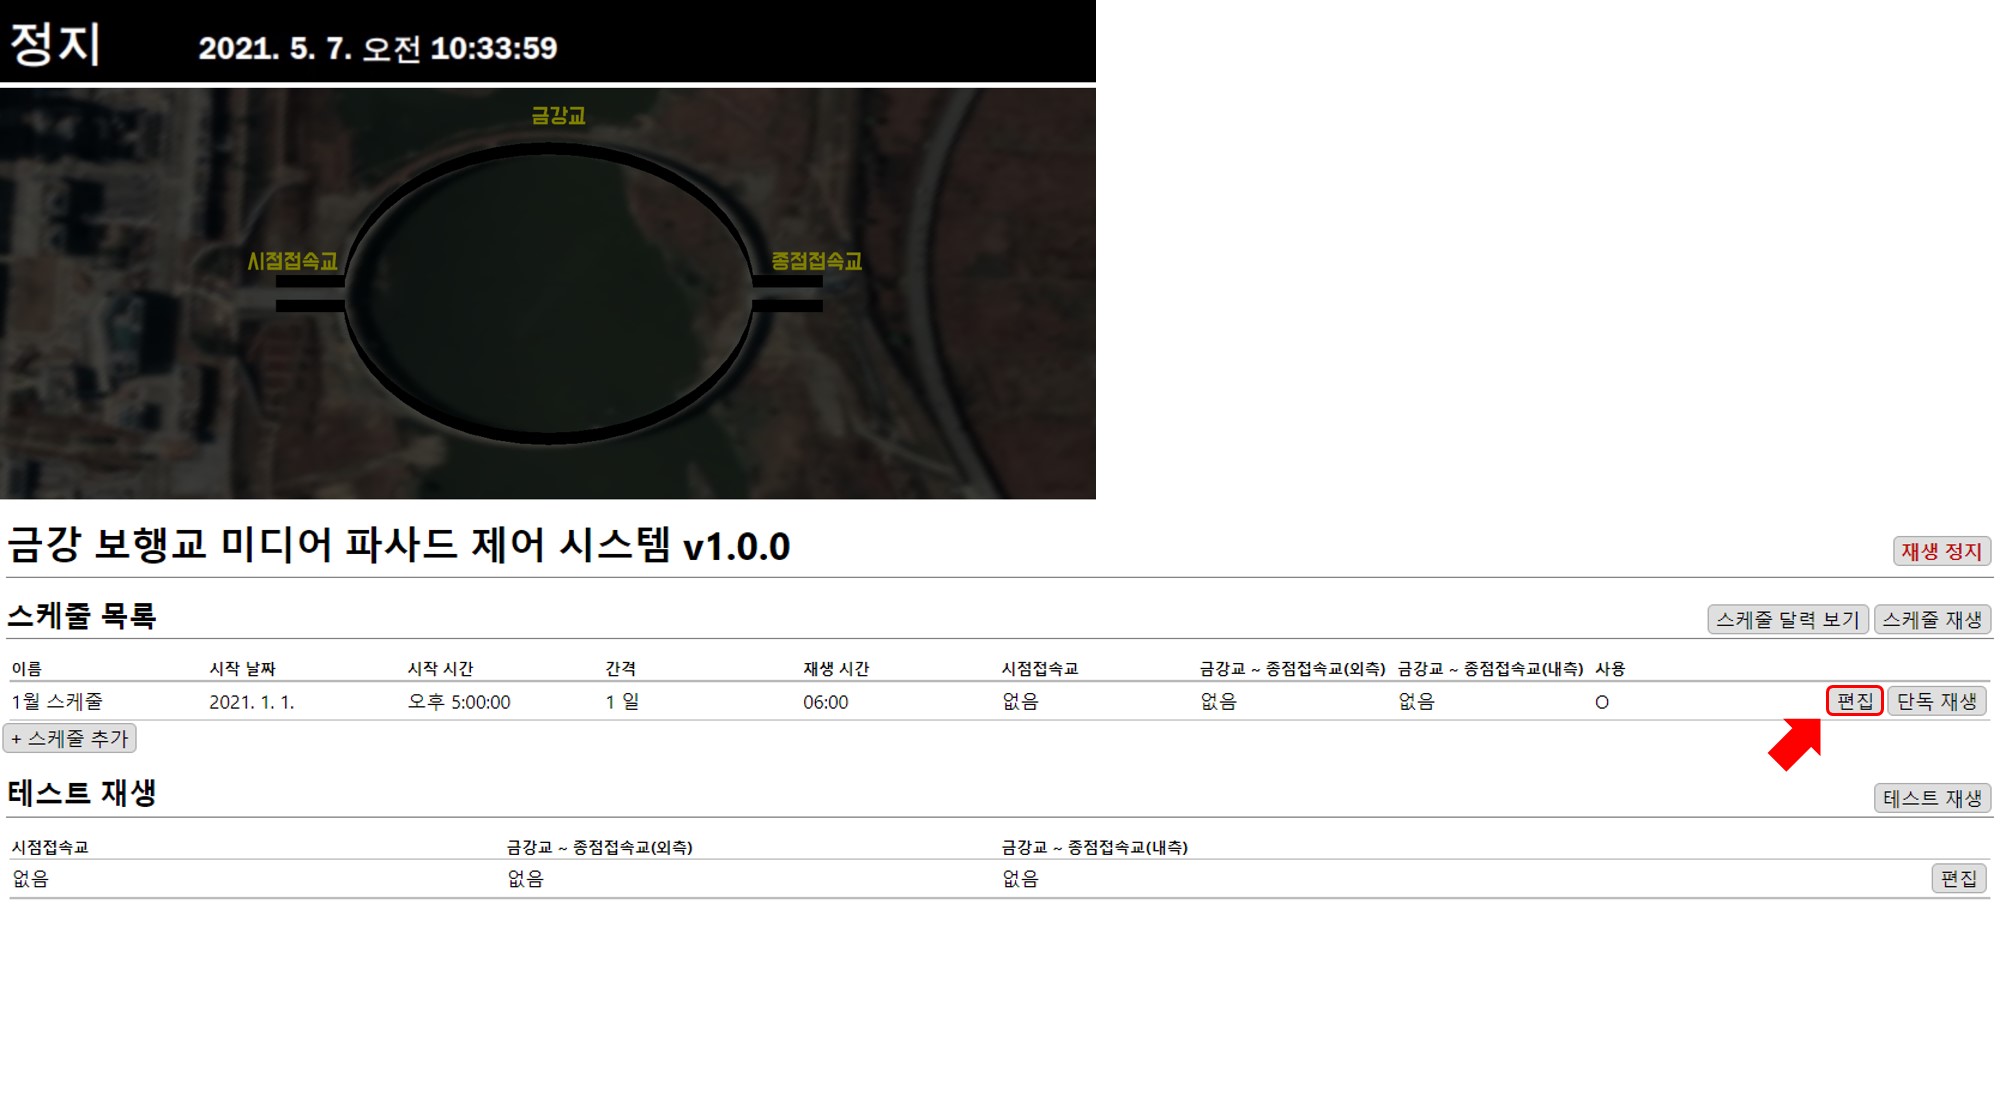 정지 2021. 5. 7. 오전 10:33:59
금강교
시점접속교 종점접속교
금강 보행교 미디어 파사드 제어 시스템 v1.0.0 재생 정지
스케줄 목록 스케줄 달력 보기 스케줄 재생
이름 시작 날짜 시작 시간 간격 재생 시간 시점접속교 금강교 ~ 종점접속교(외측) 금강교 ~ 종점접속교(내측) 사용
1월 스케줄 2021. 1. 1. 오후 5:00:00 1 일 06:00 없음 없음 없음 O 편집 단독 재생
+ 스케줄 추가
테스트 재생 테스트 재생
시점접속교 금강교 ~ 종점접속교(외측) 금강교 ~ 종점접속교(내측)
없음 없음 없음 편집